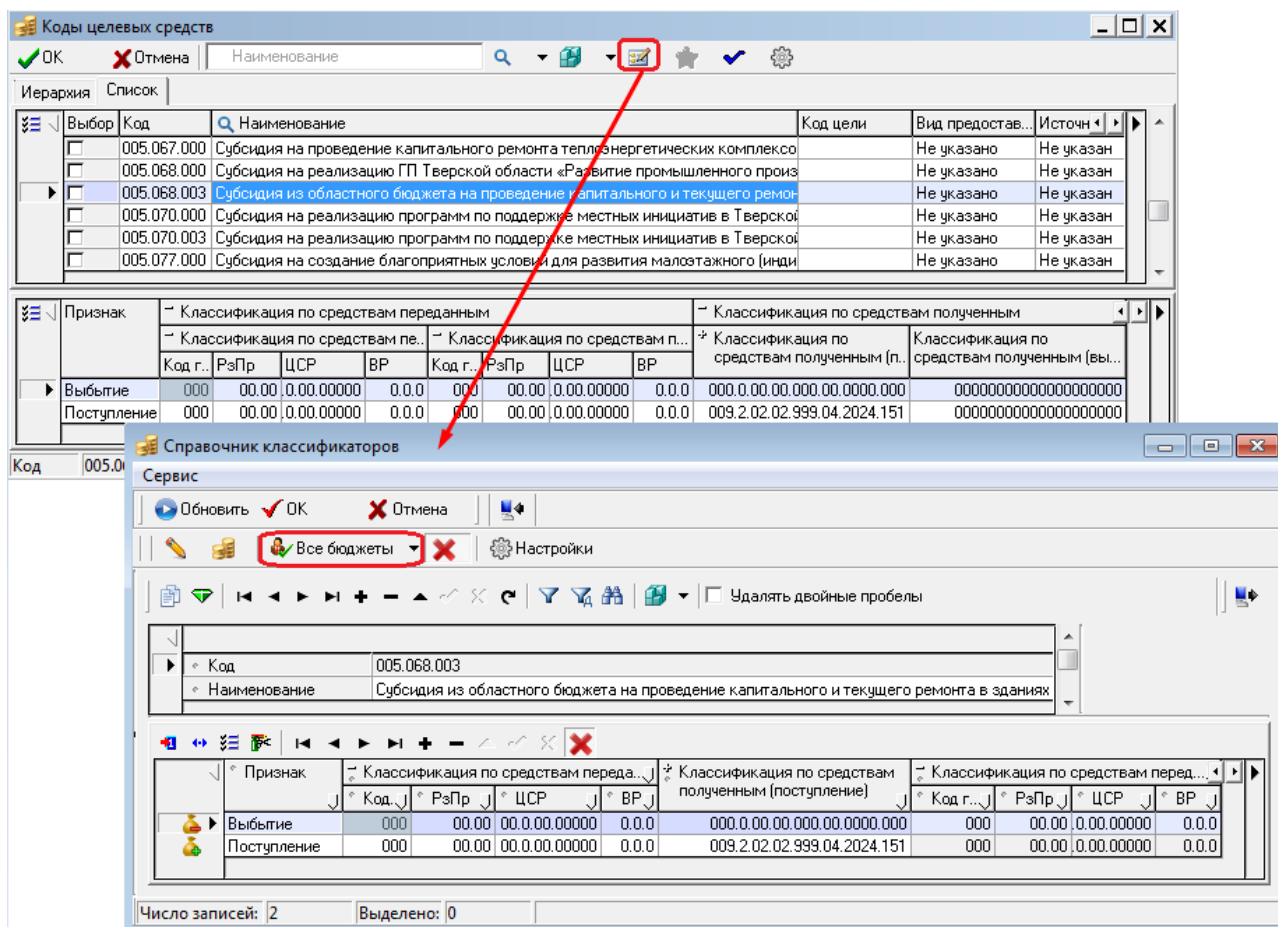 Коды целевых средств
OK Отмена Наименование
Иерархия Список
Выбор Код Наименование Код цели Вид предостав... Источн
005.067.000 Субсидия на проведение капитального ремонта теплоэнергетических комплексо Не указано Не указан
005.068.000 Субсидия на реализацию ГП Тверской области «Развитие промышленного произ Не указано Не указан
005.068.003 Субсидия из областного бюджета на проведение капитального и текущего ремон Не указано Не указан
005.070.000 Субсидия на реализацию программ по поддержке местных инициатив в Тверской Не указано Не указан
005.070.003 Субсидия на реализацию программ по поддержке местных инициатив в Тверской Не указано Не указан
005.077.000 Субсидия на создание благоприятных условий для развития малоэтажного (инди Не указано Не указан
Признак Классификация по средствам переданным Классификация по средствам полученным
Классификация по средствам пе.. Классификация по средствам п... Классификация по средствам полученным (п.. Классификация по средствам полученным (вы...
Код г.. РзПр ЦСР ВР Код г.. РзПр ЦСР ВР
Выбытие 000 00.00 .0.00.00000 0.0.0 000 00.00 .0.00.00000 0.0.0 000.0.00.00.000.00.0000.000 00000000000000000000
Поступление 000 00.00 .0.00.00000 0.0.0 000 00.00 .0.00.00000 0.0.0 009.2.02.02.999.04.2024.151 00000000000000000000
Код 005.0
Справочник классификаторов
Сервис
Обновить OK Отмена
Все бюджеты Настройки
Удалять двойные пробелы
Код 005.068.003
Наименование Субсидия из областного бюджета на проведение капитального и текущего ремонта в зданиях
Признак Классификация по средствам переда... Классификация по средствам полученным (поступление) Классификация по средствам перед...
Код... РзПр ЦСР ВР Код г... РзПр ЦСР ВР
Выбытие 000 00.00 00.0.00.00000 0.0.0 000.0.00.00.000.00.0000.000 000 00.00 .0.00.00000 0.0.0
Поступление 000 00.00 00.0.00.00000 0.0.0 009.2.02.02.999.04.2024.151 000 00.00 .0.00.00000 0.0.0
Число записей: 2 Выделено: 0